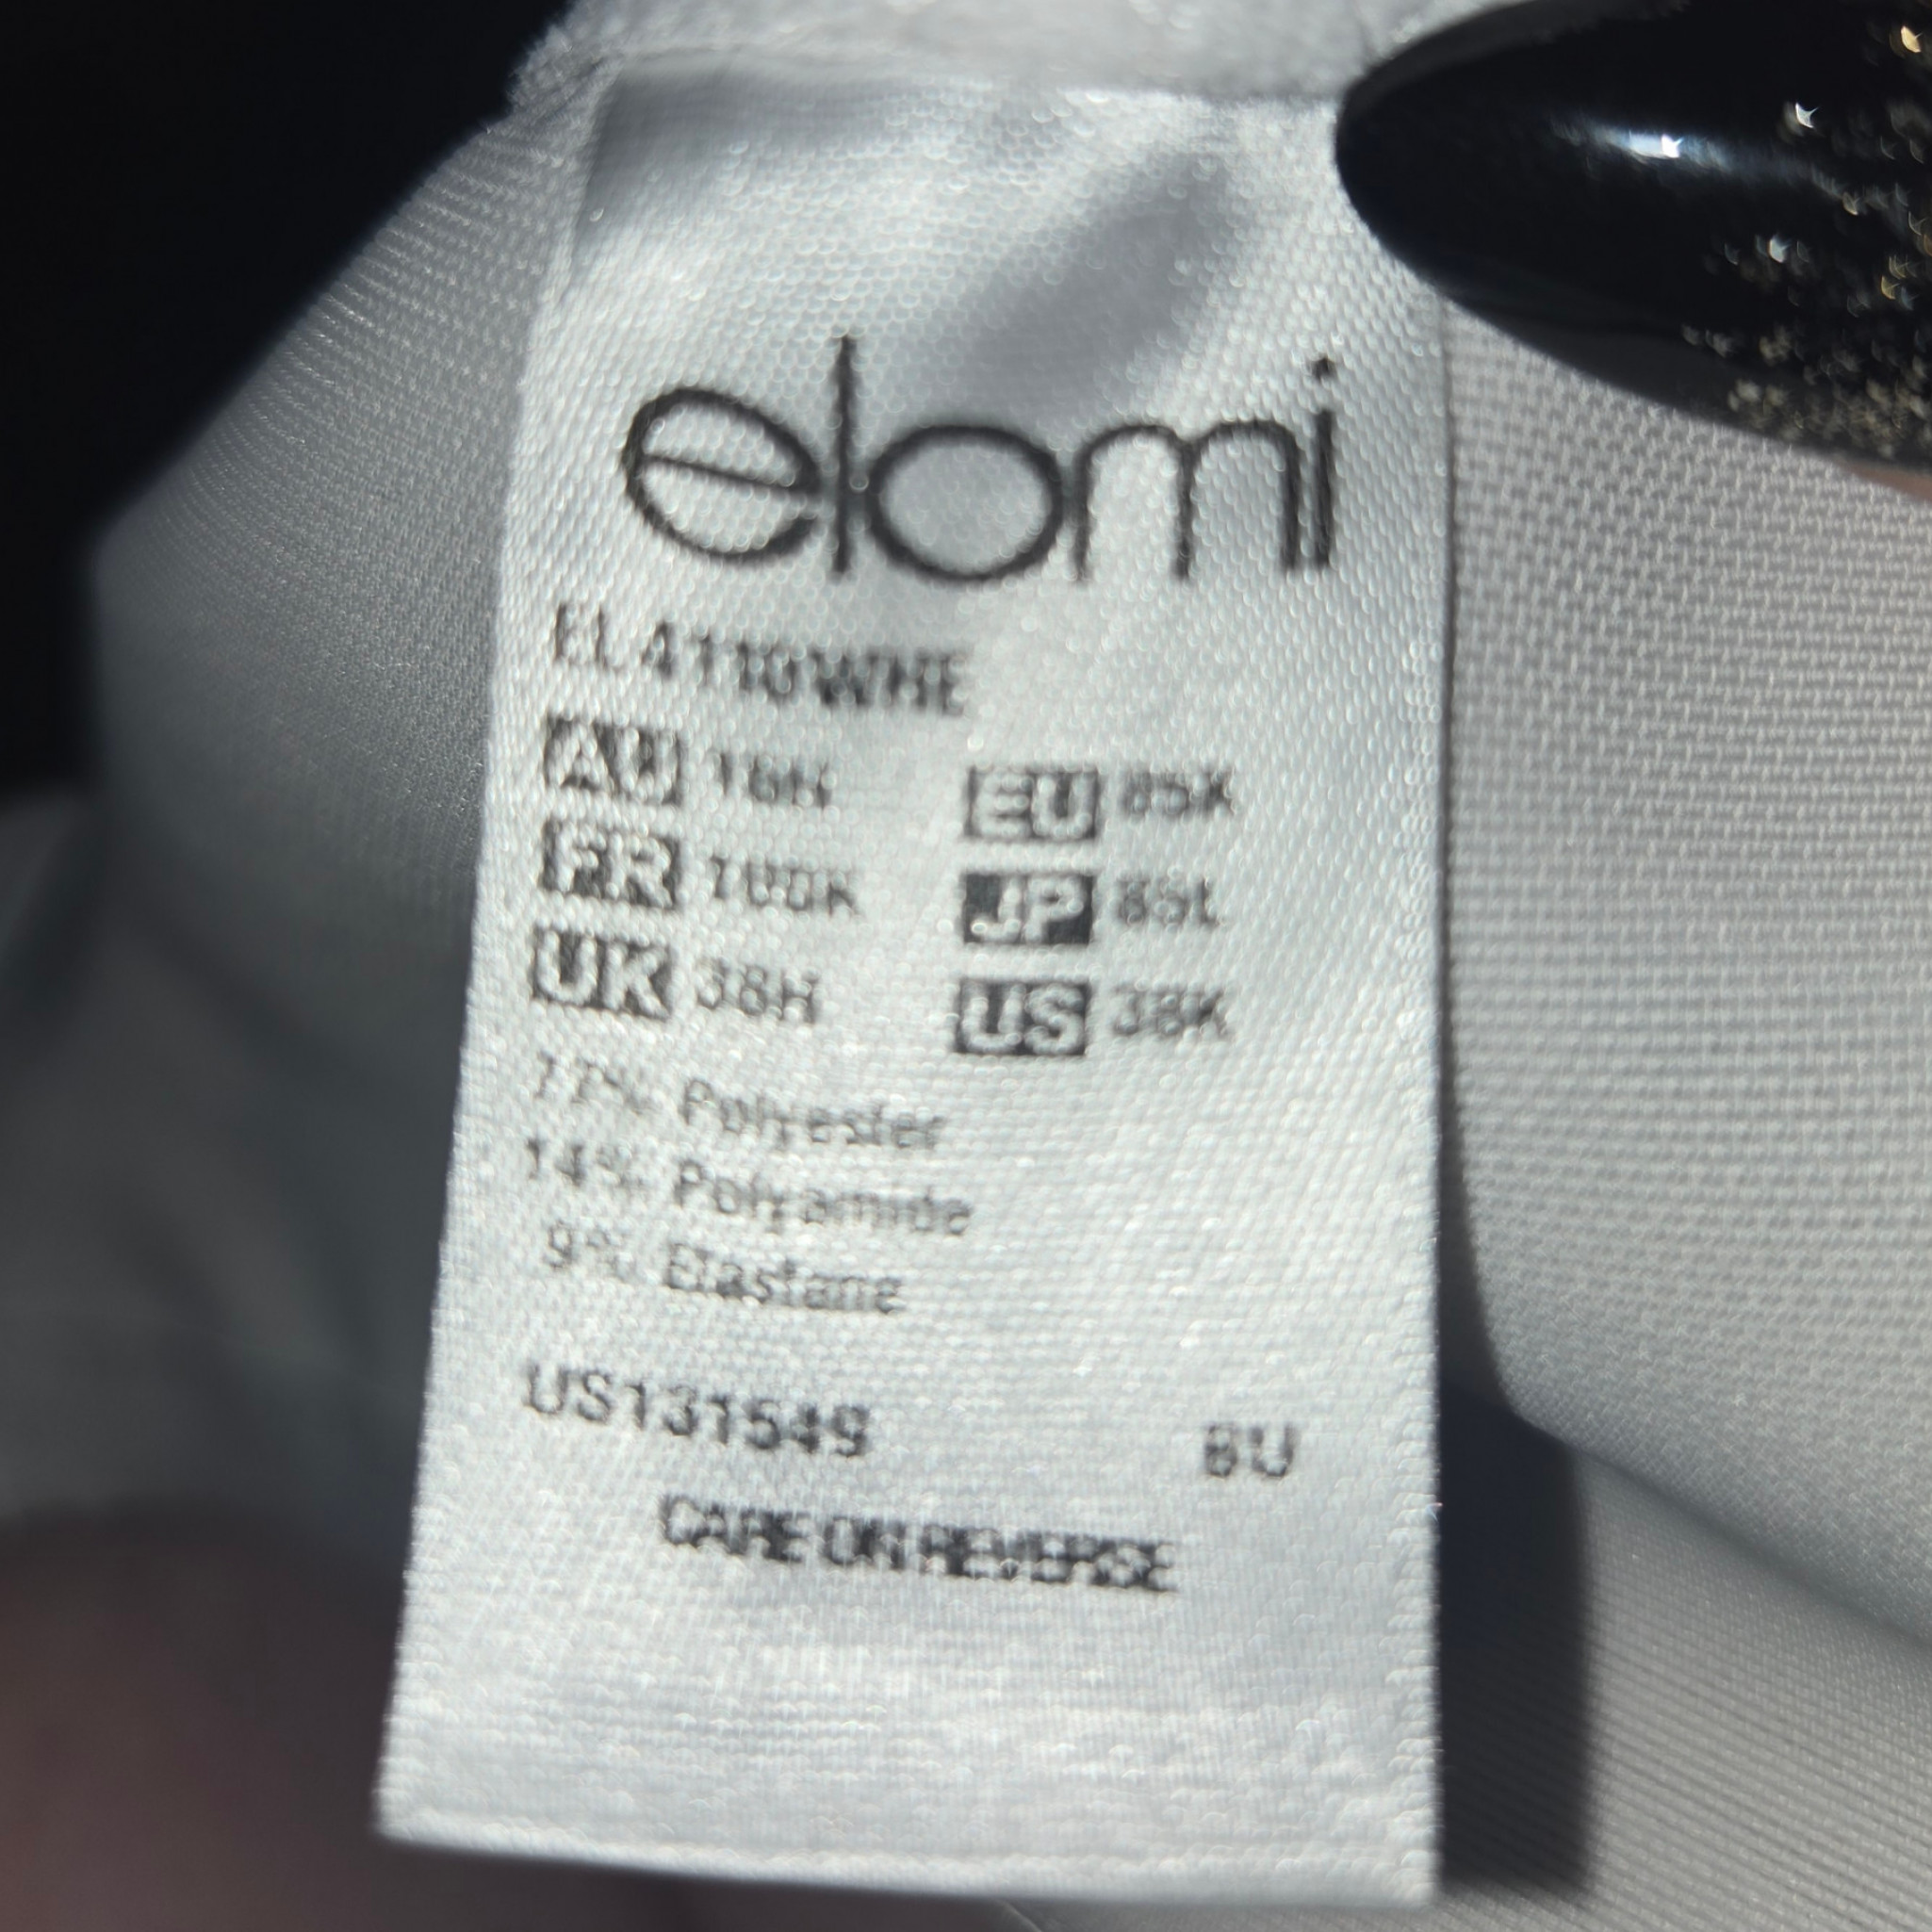 elomi
EL4110WHE
AU 16H EU 85K
FR 100K JP 85L
UK 38H US 38K
77% Polyester
14% Polyamide
9% Elastane
US131549 BU
CARE ON REVERSE